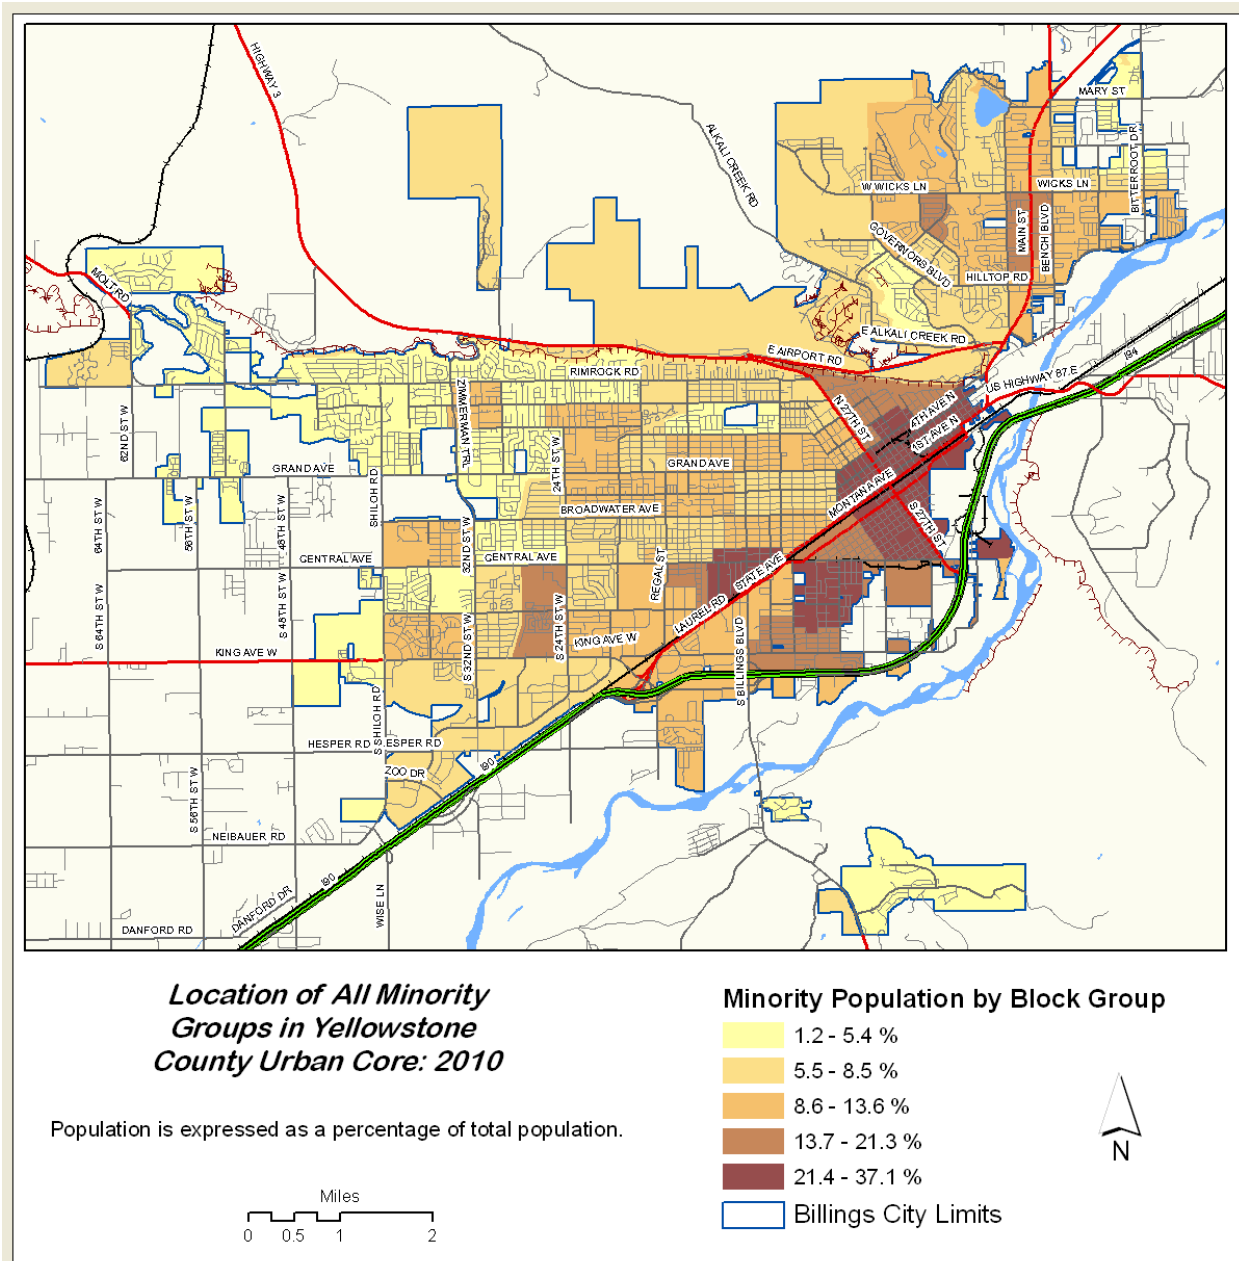 HIGHWAY 3
ALKALI CREEK RD
MARY ST
BITTERROOT DR
W WICKS LN
WICKS LN
MAIN ST
BENCH BLVD
GOVERNORS BLVD
HILLTOP RD
MOLT RD
E ALKALI CREEK RD
E AIRPORT RD
I94
US HIGHWAY 87 E
RIMROCK RD
62ND ST W
ZIMMERMAN TRL
N 27TH ST
4TH AVE N
1ST AVE N
24TH ST W
GRAND AVE
GRAND AVE
SHILOH RD
MONTANA AVE
64TH ST W
56TH ST W
48TH ST W
BROADWATER AVE
S 27TH ST
32ND ST W
CENTRAL AVE
CENTRAL AVE
REGAL ST
STATE AVE
S 64TH ST W
S 48TH ST W
LAUREL RD
S 32ND ST W
S 24TH ST W
KING AVE W
KING AVE W
S BILLINGS BLVD
S SHILOH RD
HESPER RD
ESPER RD
I90
ZOO DR
S 56TH ST W
NEIBAUER RD
I90
DANFORD DR
WISE LN
DANFORD RD
Location of All Minority
Groups in Yellowstone
County Urban Core: 2010
Population is expressed as a percentage of total population.
Miles
0 0.5 1 2
Minority Population by Block Group
1.2 - 5.4 %
5.5 - 8.5 %
8.6 - 13.6 %
13.7 - 21.3 %
21.4 - 37.1 %
Billings City Limits
N